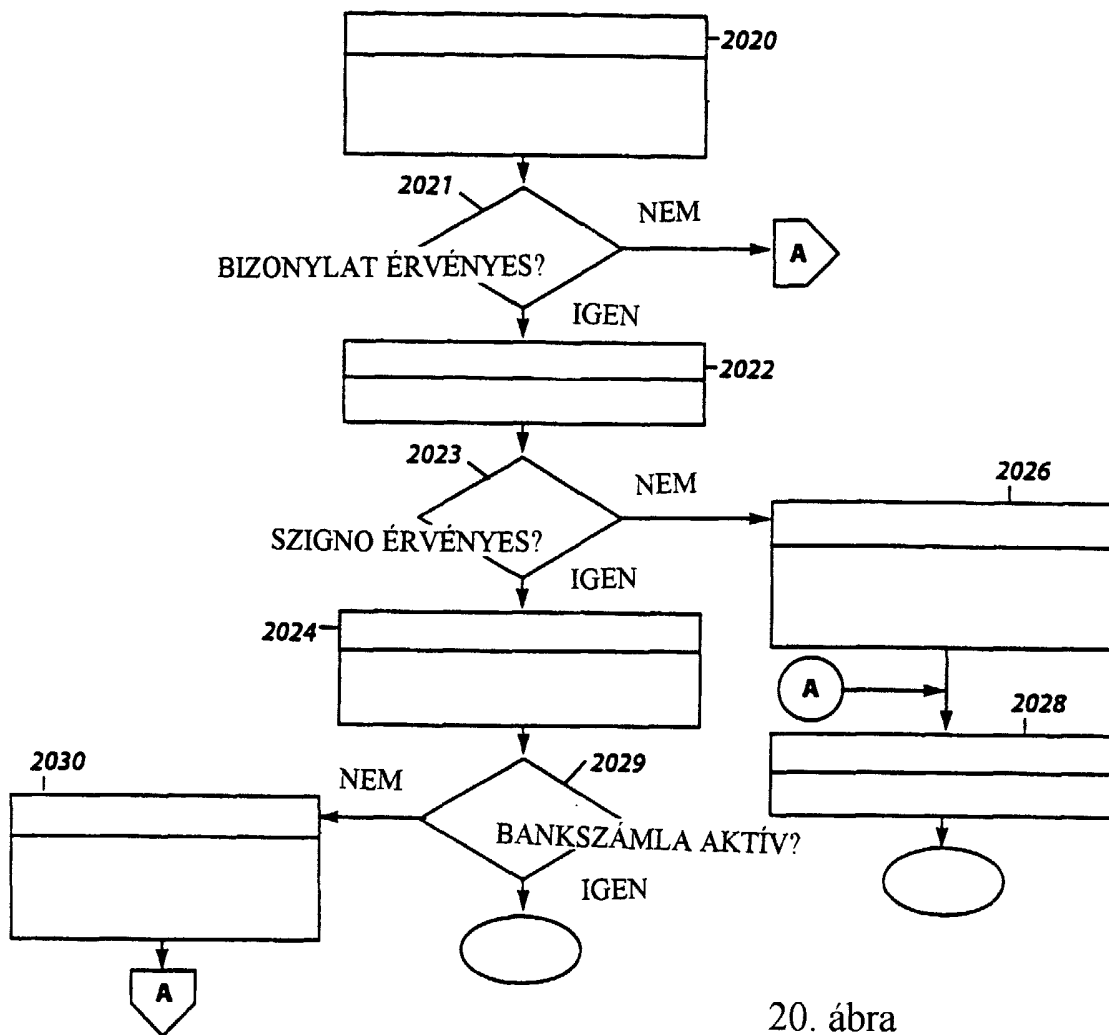 2020
2021
NEM
BIZONYLAT ÉRVÉNYES?
A
IGEN
2022
2023
NEM
2026
SZIGNO ÉRVÉNYES?
IGEN
2024
A
2028
2030
NEM
2029
BANKSZÁMLA AKTÍV?
IGEN
A
20. ábra